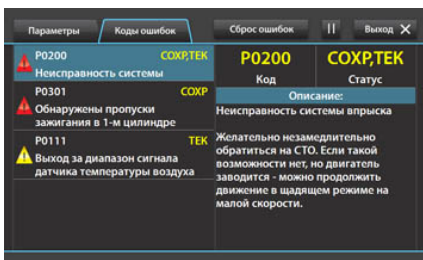 Параметры
Коды ошибок
Сброс ошибок
Выход
P0200 СОХР,ТЕК
Неисправность системы
P0301 СОХР
Обнаружены пропуски
зажигания в 1-м цилиндре
P0111 ТЕК
Выход за диапазон сигнала
датчика температуры воздуха
P0200 СОХР,ТЕК
Код Статус
Описание:
Неисправность системы впрыска
Желательно незамедлительно
обратиться на СТО. Если такой
возможности нет, но двигатель
заводится - можно продолжить
движение в щадящем режиме на
малой скорости.